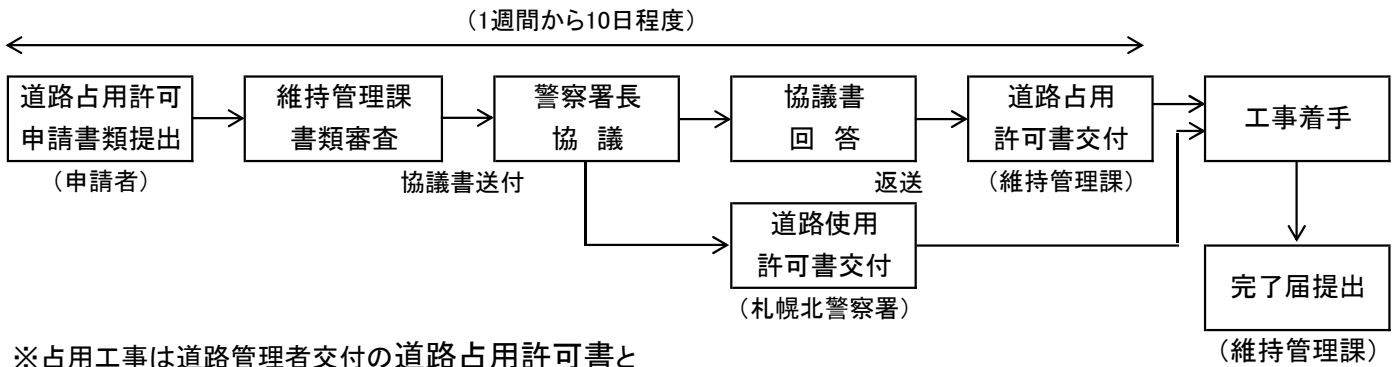 （1週間から10日程度）
道路占用許可
申請書類提出
（申請者）
維持管理課
書類審査
協議書送付
警察署長
協　議
協議書
回　答
返送
道路占用
許可書交付
（維持管理課）
道路使用
許可書交付
（札幌北警察署）
工事着手
完了届提出
（維持管理課）
※占用工事は道路管理者交付の道路占用許可書と